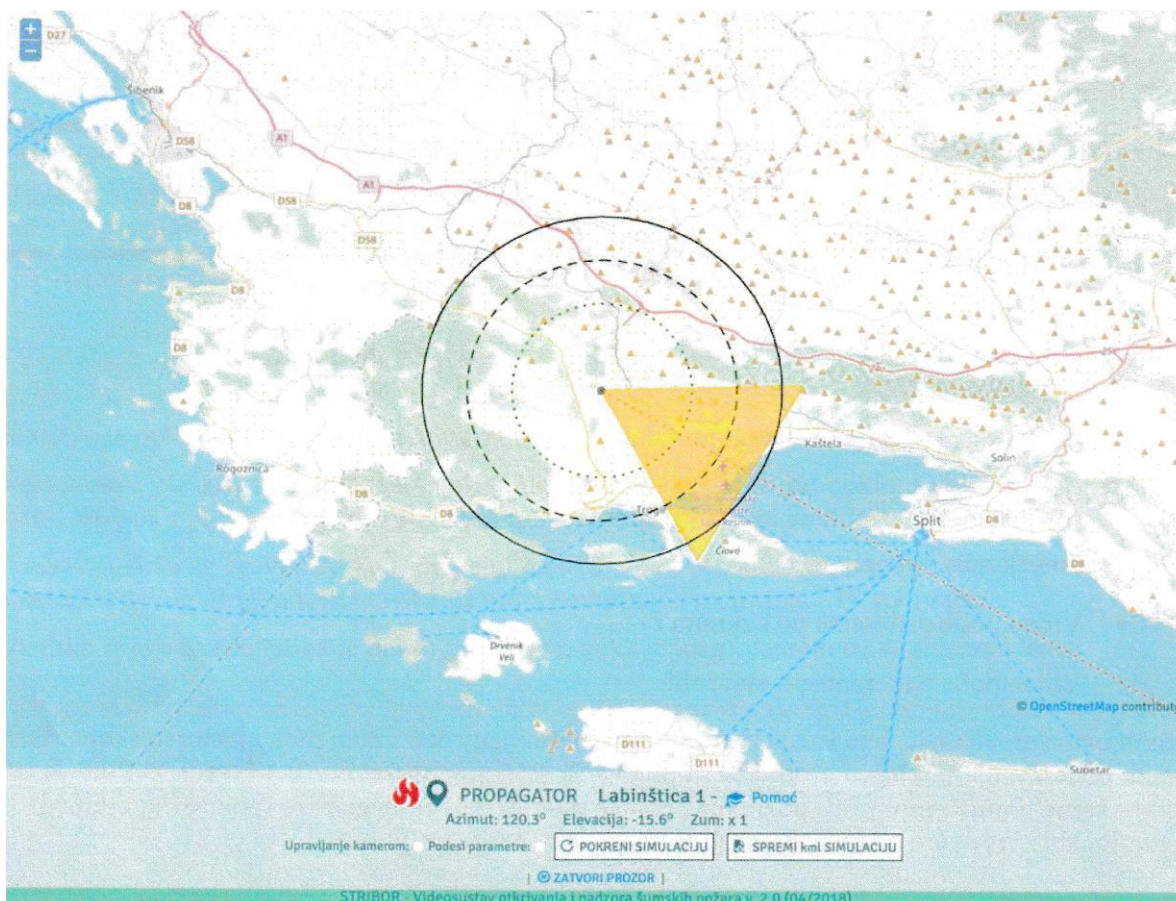 +
−
D27
Šibenik
D58
A1
A1
D8
D58
D58
D8
D8
Rogoznica
D8
D8
Kaštela
Solin
Split
D8
Čiovo
D8
Drvenik
Veli
© OpenStreetMap
D111
D111
Supetar
PROPAGATOR Labinštica 1 - Pomoć
Azimut: 120.3° Elevacija: -15.6° Zum: x 1
Upravljanje kamerom: Podesi parametre: POKRENI SIMULACIJU SPREMI kml SIMULACIJU
| ZATVORI PROZOR |
STRIBOR - Videosustav otkrivanja i nadzora šumskih požara v. 2.0 (04/2018)